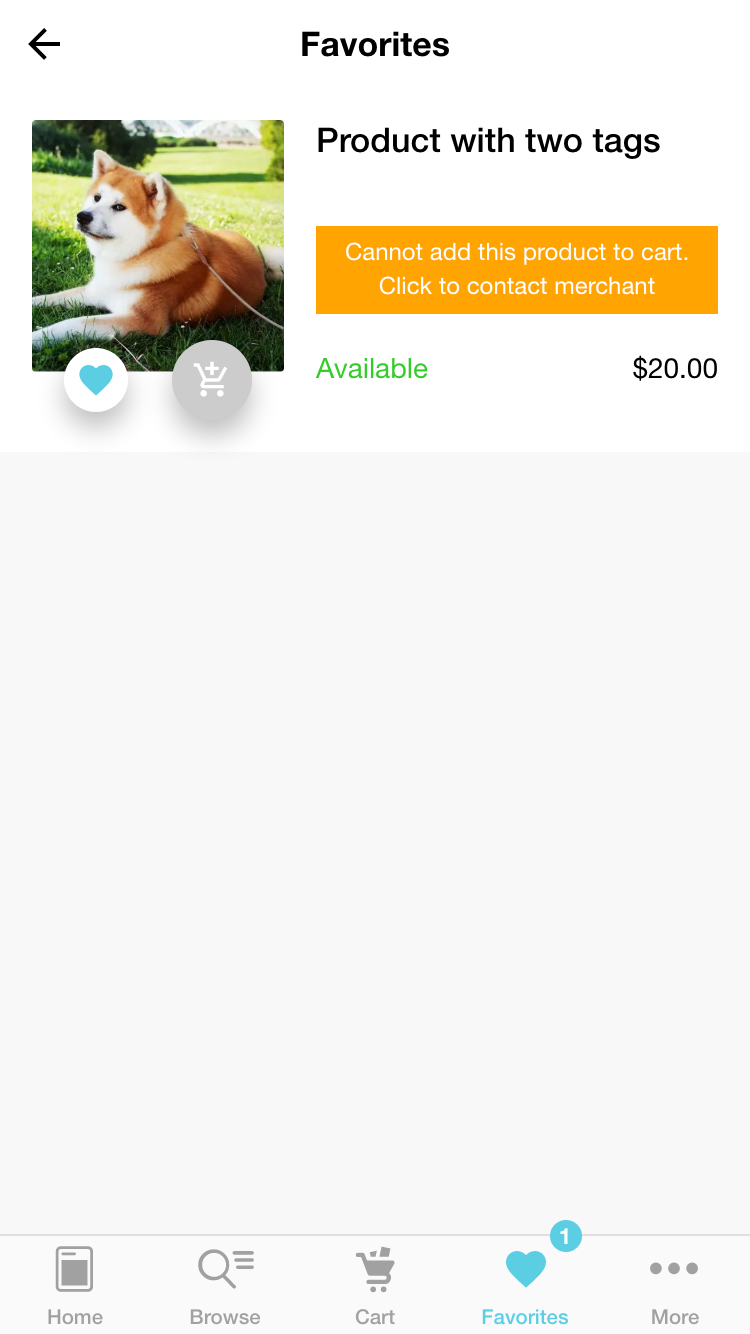 Favorites
Product with two tags
Cannot add this product to cart.
Click to contact merchant
Available
$20.00
1
Home
Browse
Cart
Favorites
More